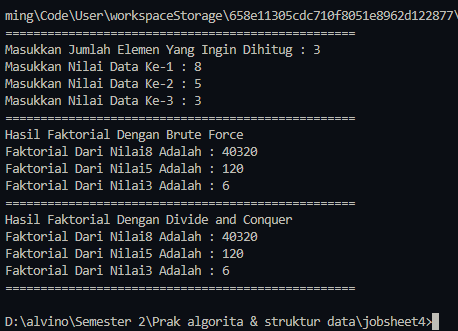 ming\Code\User\workspaceStorage\658e11305cdc710f8051e8962d122877\
==================================================
Masukkan Jumlah Elemen Yang Ingin Dihitug : 3
Masukkan Nilai Data Ke-1 : 8
Masukkan Nilai Data Ke-2 : 5
Masukkan Nilai Data Ke-3 : 3
==================================================
Hasil Faktorial Dengan Brute Force
Faktorial Dari Nilai8 Adalah : 40320
Faktorial Dari Nilai5 Adalah : 120
Faktorial Dari Nilai3 Adalah : 6
==================================================
Hasil Faktorial Dengan Divide and Conquer
Faktorial Dari Nilai8 Adalah : 40320
Faktorial Dari Nilai5 Adalah : 120
Faktorial Dari Nilai3 Adalah : 6
==================================================
D:\alvino\Semester 2\Prak algorita & struktur data\jobsheet4>